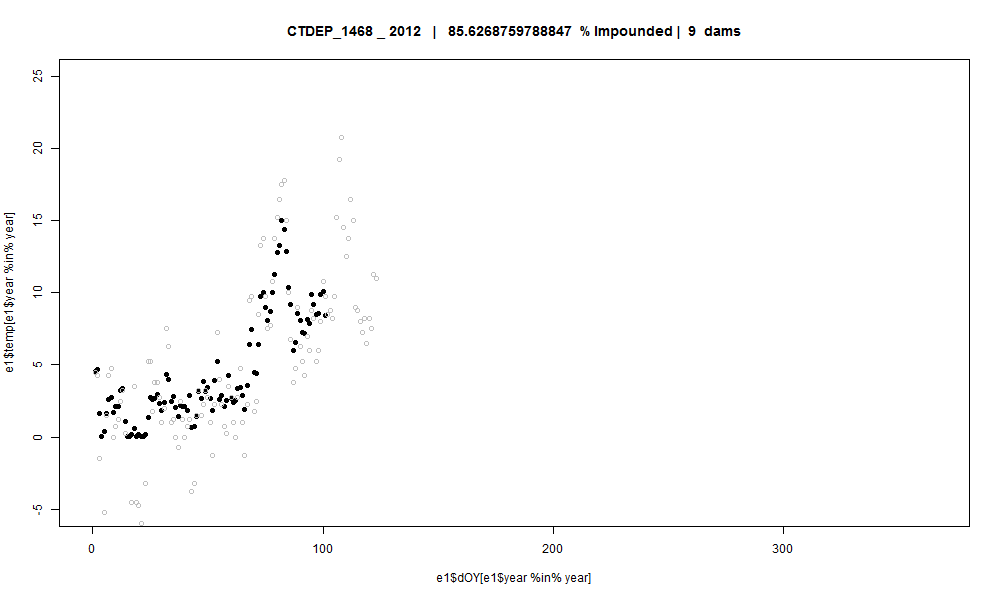 CTDEP_1468 _ 2012 | 85.6268759788847 % Impounded | 9 dams
e1$temp[e1$year %in% year]
25
20
15
10
5
0
-5
0 100 200 300
e1$dOY[e1$year %in% year]